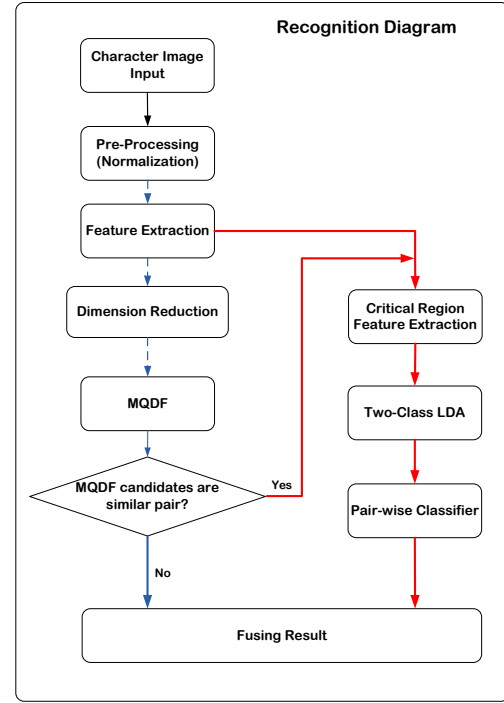 Recognition Diagram
Character Image
Input
Pre-Processing
(Normalization)
Feature Extraction
Dimension Reduction
Critical Region
Feature Extraction
MQDF
Two-Class LDA
MQDF candidates are
similar pair?
Yes
Pair-wise Classifier
No
Fusing Result